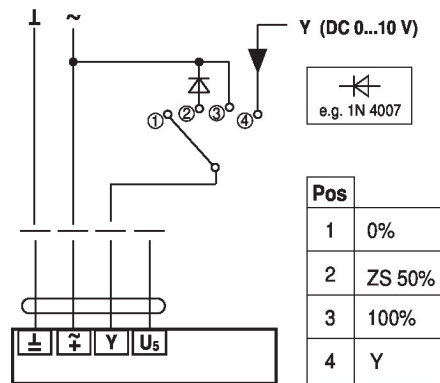 ⊥ ~
Y (DC 0...10 V)
① ② ③ ④
e.g. 1N 4007
Pos
1 0%
2 ZS 50%
3 100%
4 Y
⊥ ~+ Y U5